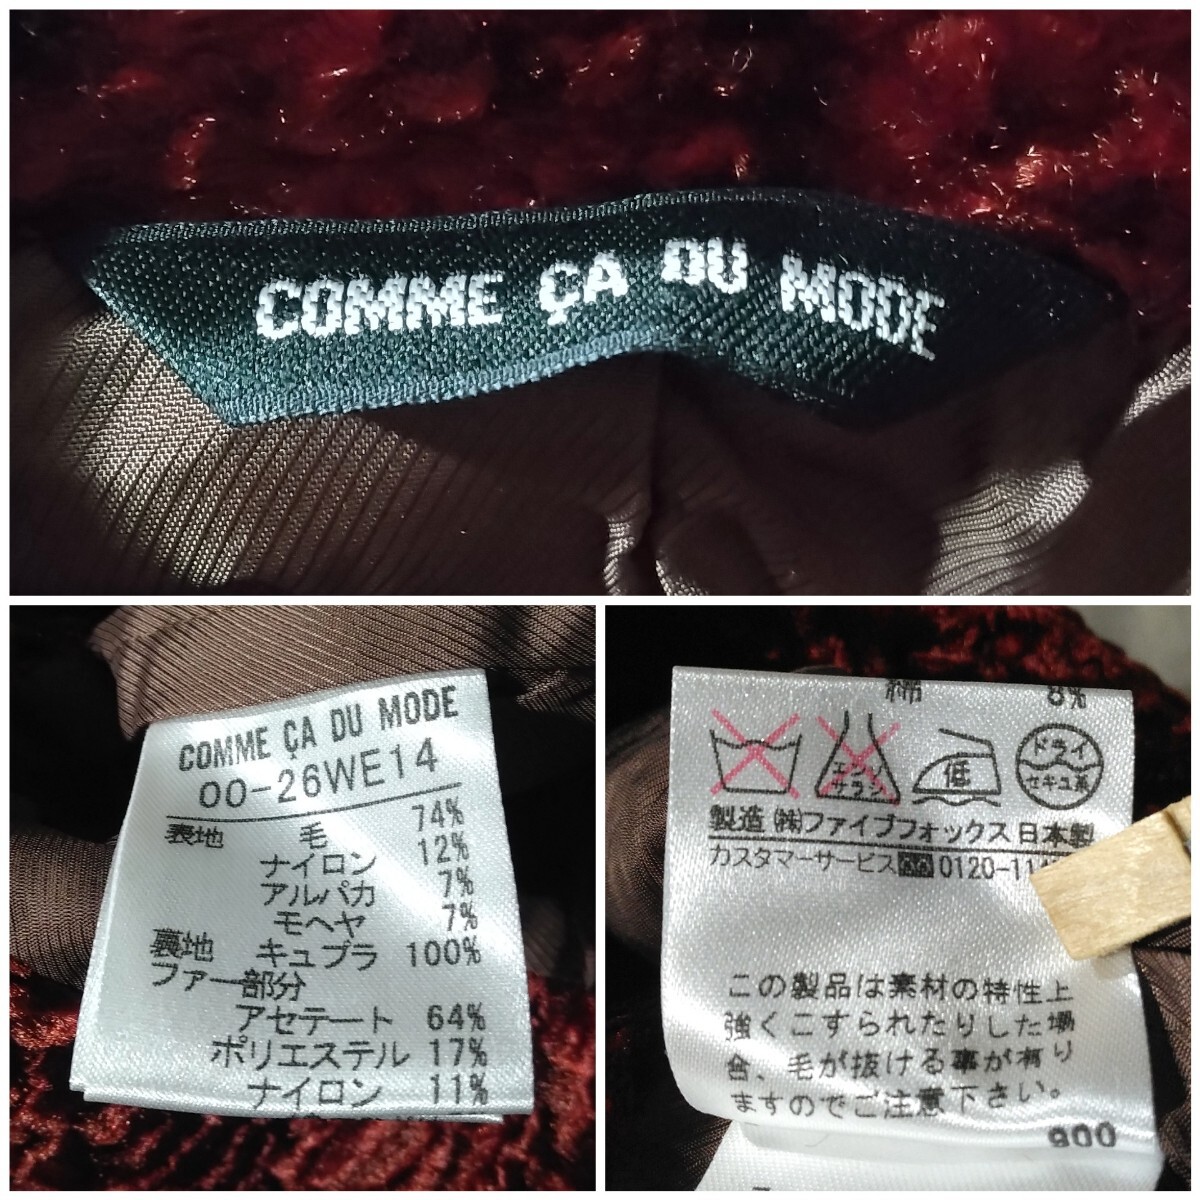 COMME ÇA DU MODE
COMME ÇA DU MODE
00-26WE14
表地 毛 74%
ナイロン 12%
アルパカ 7%
モヘヤ 7%
裏地 キュプラ 100%
ファー部分
アセテート 64%
ポリエステル 17%
ナイロン 11%
綿 8%
エンソサラシ 低 ドライ セキユ系
製造 ㈱ファイブフォックス 日本製
カスタマーサービス 0120-11
この製品は素材の特性上
強くこすられたりした場
合、毛が抜ける事が有り
ますのでご注意下さい。
900